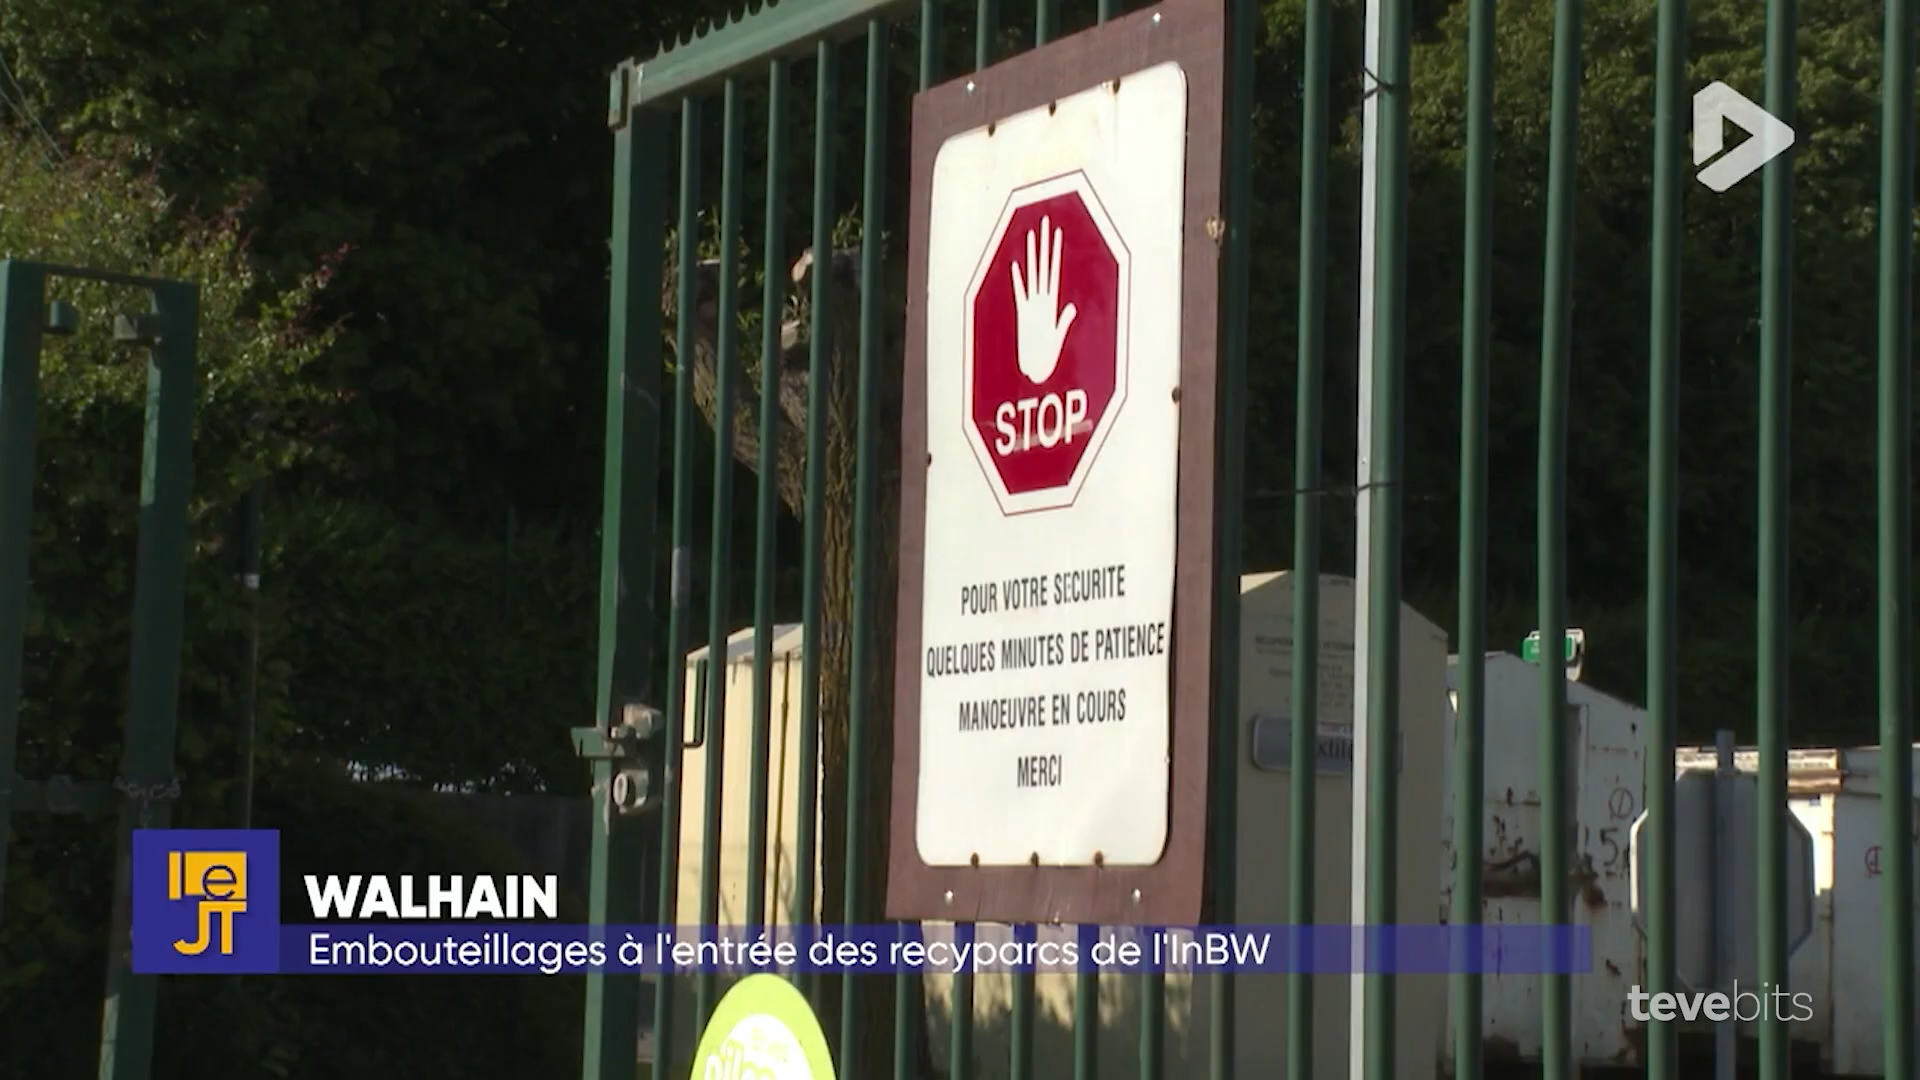 STOP
POUR VOTRE SECURITE
QUELQUES MINUTES DE PATIENCE
MANOEUVRE EN COURS
MERCI
Le
JT
WALHAIN
Embouteillages à l'entrée des recyparcs de l'InBW
tevebits